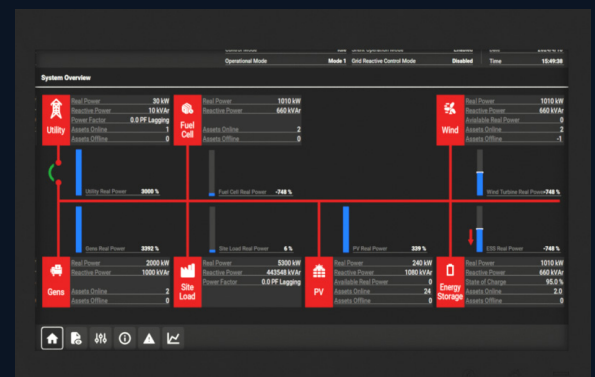 Operational Mode Mode 1 Grid Reactive Control Mode Disabled Time 15:49:38
System Overview
Utility
Real Power 30 kW
Reactive Power 10 kVAr
Power Factor 0.0 PF Lagging
Assets Online 1
Assets Offline 0
Fuel Cell
Real Power 1010 kW
Reactive Power 660 kVAr
Assets Online 2
Assets Offline 0
Wind
Real Power 1010 kW
Reactive Power 660 kVAr
Available Real Power 0
Assets Online 2
Assets Offline -1
Utility Real Power 3000 %
Fuel Cell Real Power -748 %
Wind Turbine Real Power -748 %
Gens Real Power 3392 %
Site Load Real Power 6 %
PV Real Power 339 %
ESS Real Power -748 %
Gens
Real Power 2000 kW
Reactive Power 1000 kVAr
Assets Online 2
Assets Offline 0
Site Load
Real Power 5300 kW
Reactive Power 443548 kVAr
Power Factor 0.0 PF Lagging
PV
Real Power 240 kW
Reactive Power 1080 kVAr
Available Real Power 0
Assets Online 24
Assets Offline 0
Energy Storage
Real Power 1010 kW
Reactive Power 660 kVAr
State of Charge 95.0 %
Assets Online 2.0
Assets Offline 0